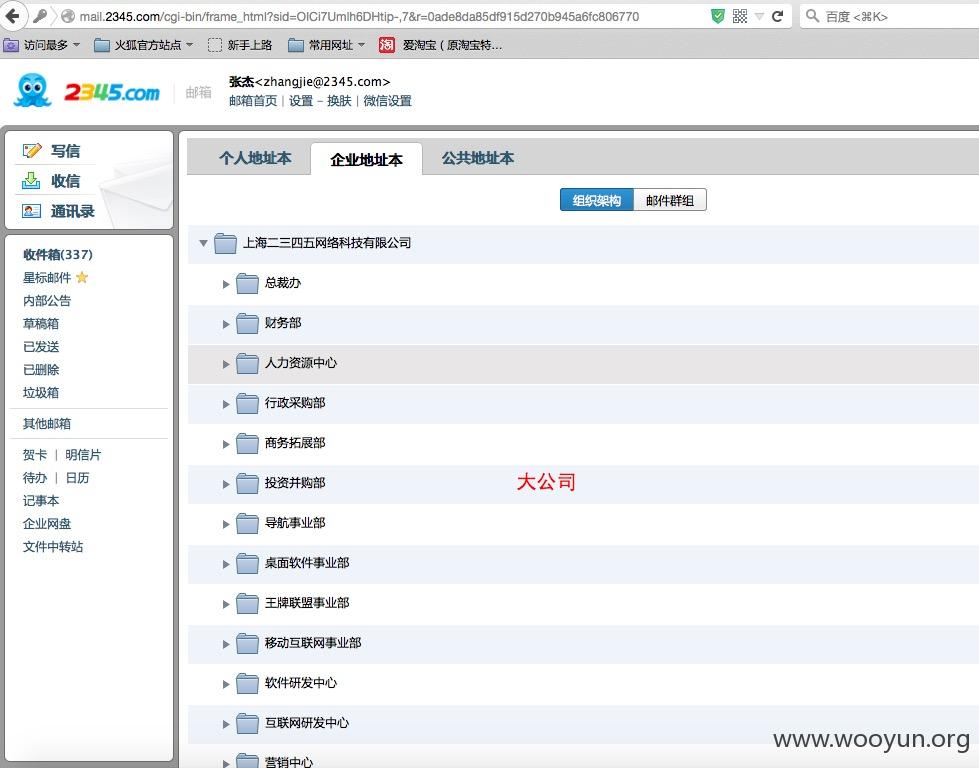 mail.2345.com/cgi-bin/frame_html?sid=OICi7Umlh6DHtip-,7&r=0ade8da85df915d270b945a6fc806770
百度 <⌘K>
访问最多 火狐官方站点 新手上路 常用网址 淘 爱淘宝（原淘宝特…
2345.com 邮箱
张杰<zhangjie@2345.com>
邮箱首页 | 设置 - 换肤 | 微信设置
写信
收信
通讯录
收件箱(337)
星标邮件
内部公告
草稿箱
已发送
已删除
垃圾箱
其他邮箱
贺卡 | 明信片
待办 | 日历
记事本
企业网盘
文件中转站
个人地址本 企业地址本 公共地址本
组织架构 邮件群组
上海二三四五网络科技有限公司
总裁办
财务部
人力资源中心
行政采购部
商务拓展部
投资并购部
大公司
导航事业部
桌面软件事业部
王牌联盟事业部
移动互联网事业部
软件研发中心
互联网研发中心
营销中心
www.wooyun.org